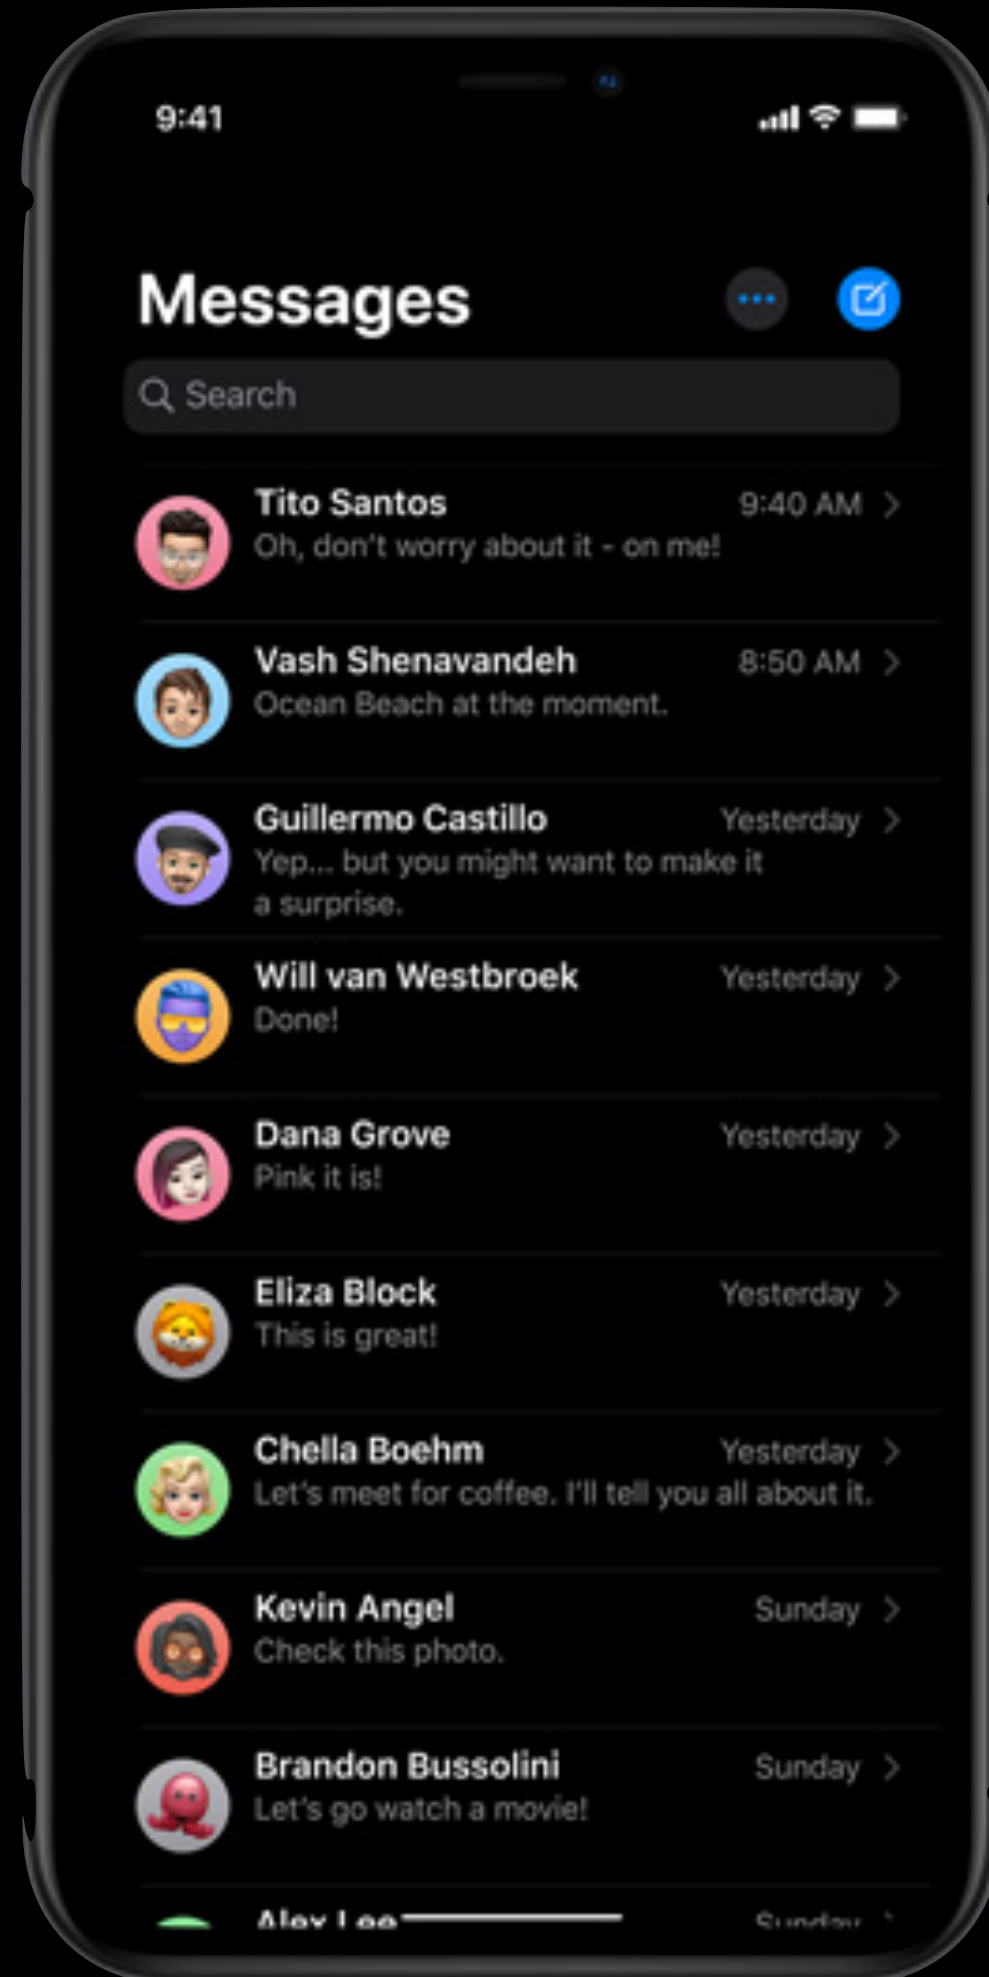 9:41
Messages
Search
Tito Santos 9:40 AM
Oh, don't worry about it - on me!
Vash Shenavandeh 8:50 AM
Ocean Beach at the moment.
Guillermo Castillo Yesterday
Yep... but you might want to make it
a surprise.
Will van Westbroek Yesterday
Done!
Dana Grove Yesterday
Pink it is!
Eliza Block Yesterday
This is great!
Chella Boehm Yesterday
Let's meet for coffee. I'll tell you all about it.
Kevin Angel Sunday
Check this photo.
Brandon Bussolini Sunday
Let's go watch a movie!
Alex Lee Sunday